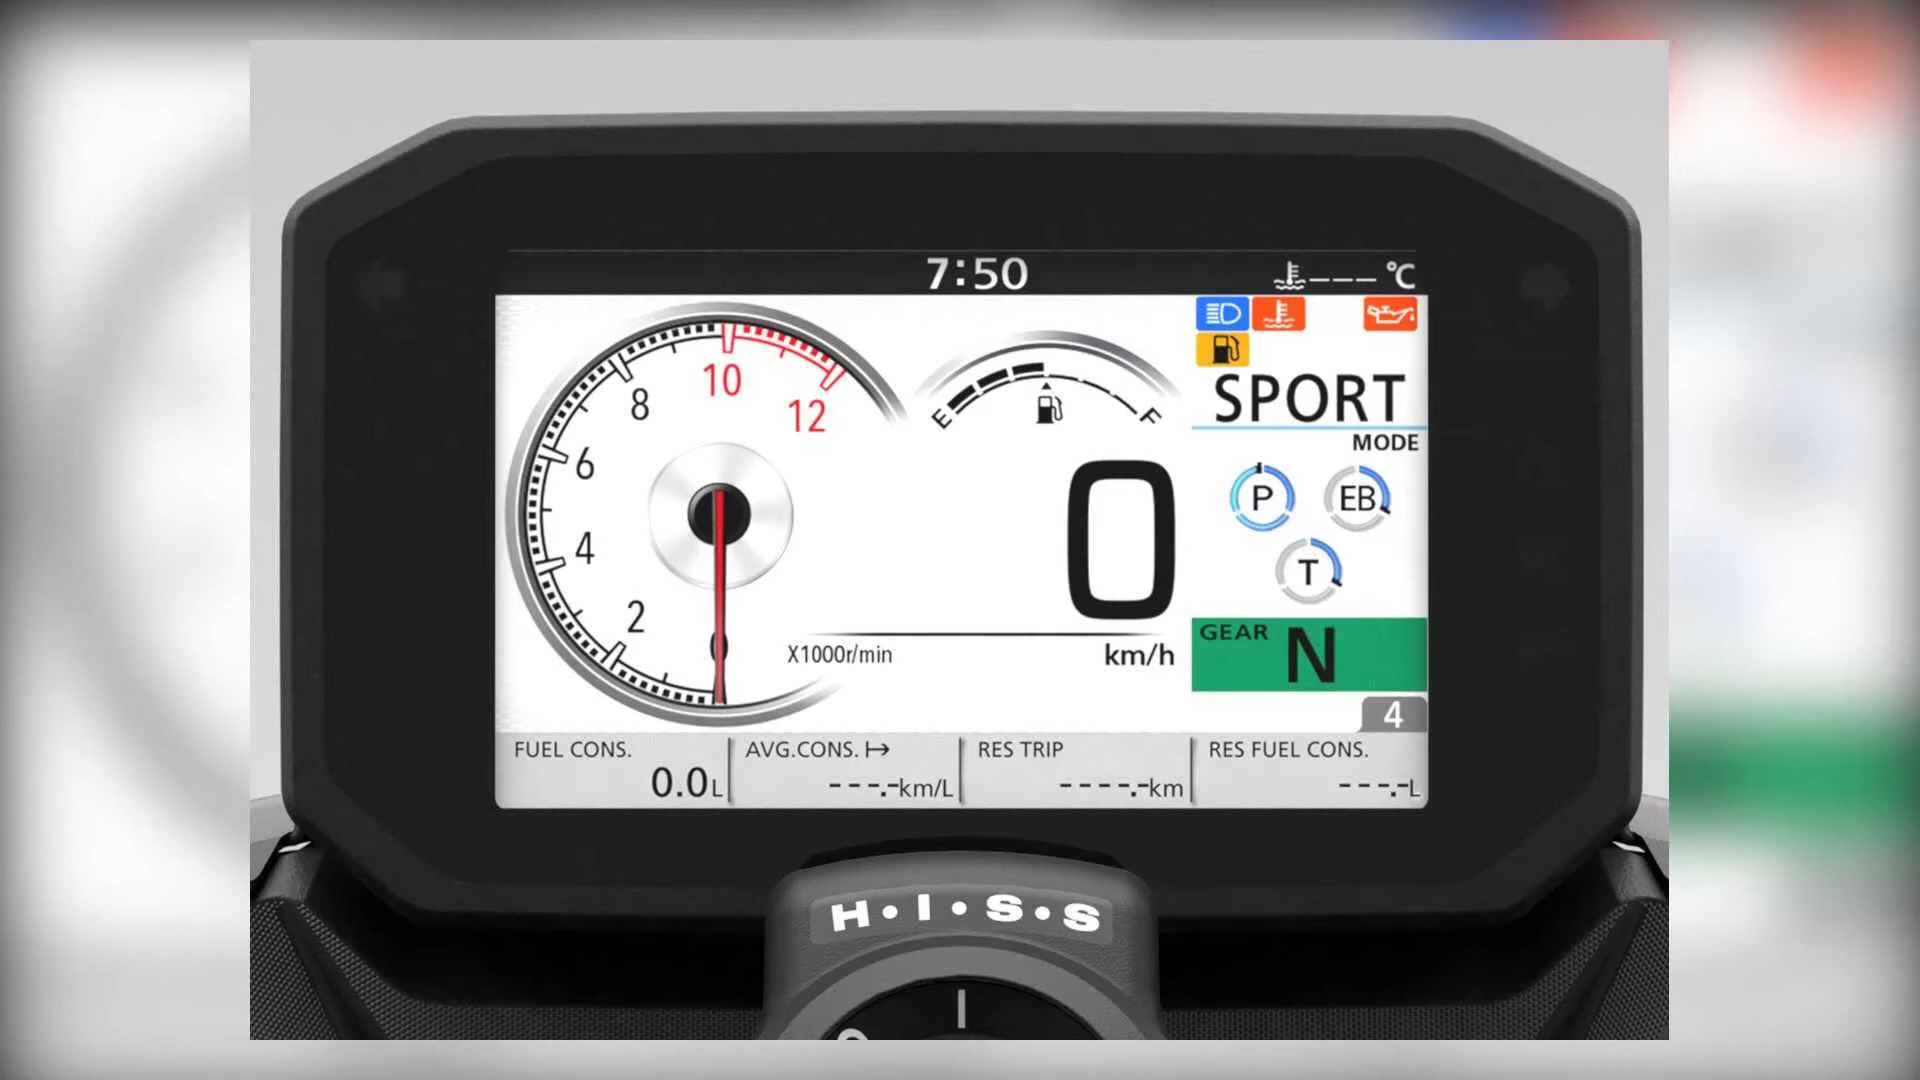 7:50
---- °C
10
12
8
6
4
2
0
E
F
SPORT
MODE
P
EB
T
0
X1000r/min
km/h
GEAR
N
4
FUEL CONS.
0.0L
AVG.CONS.
---.-km/L
RES TRIP
----.-km
RES FUEL CONS.
---.-L
H·I·S·S